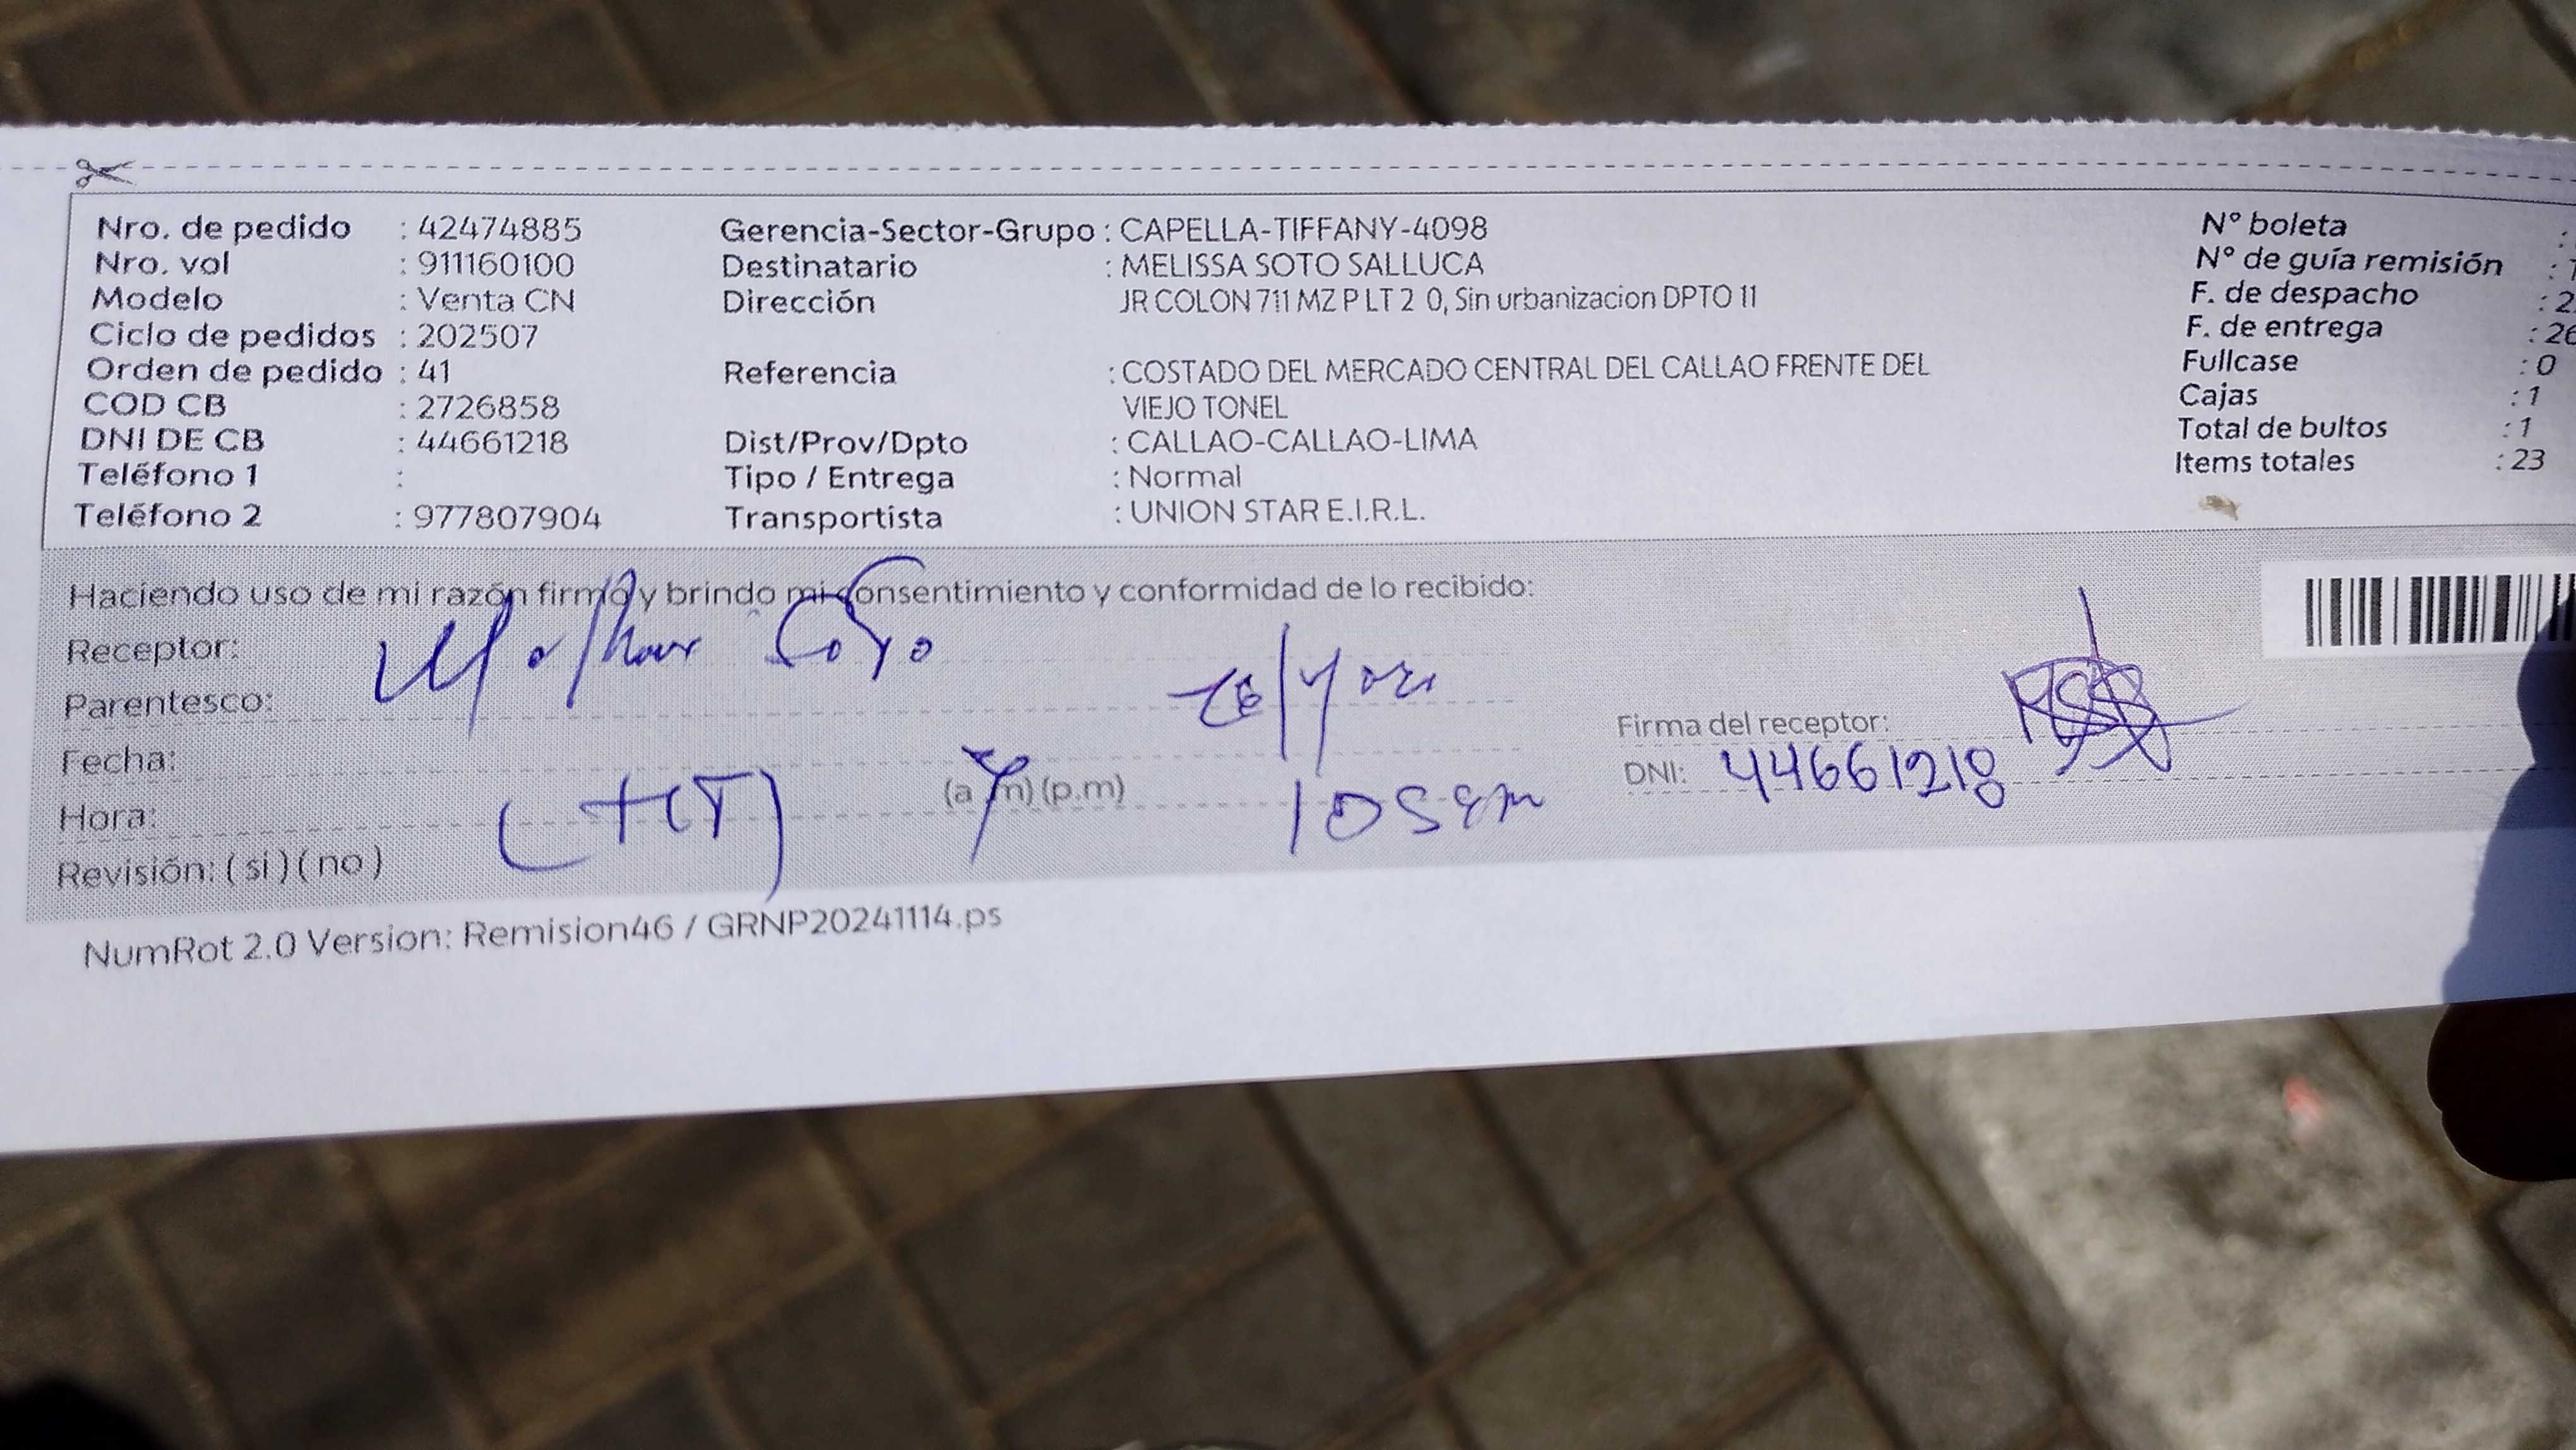 Nro. de pedido : 42474885 Gerencia-Sector-Grupo : CAPELLA-TIFFANY-4098 N° boleta :
Nro. vol : 911160100 Destinatario : MELISSA SOTO SALLUCA N° de guía remisión :
Modelo : Venta CN Dirección JR COLON 711 MZ P LT 2 0, Sin urbanizacion DPTO 11 F. de despacho : 2
Ciclo de pedidos : 202507 F. de entrega : 26
Orden de pedido : 41 Referencia : COSTADO DEL MERCADO CENTRAL DEL CALLAO FRENTE DEL Fullcase : 0
COD CB : 2726858 VIEJO TONEL Cajas : 1
DNI DE CB : 44661218 Dist/Prov/Dpto : CALLAO-CALLAO-LIMA Total de bultos : 1
Teléfono 1 : Tipo / Entrega : Normal Items totales : 23
Teléfono 2 : 977807904 Transportista : UNION STAR E.I.R.L.
Haciendo uso de mi razón firmo y brindo mi consentimiento y conformidad de lo recibido:
Receptor:
Parentesco:
Firma del receptor:
Fecha:
DNI: 44661218
Hora: (a.m) (p.m)
Revisión: ( si ) ( no )
NumRot 2.0 Version: Remision46 / GRNP20241114.ps